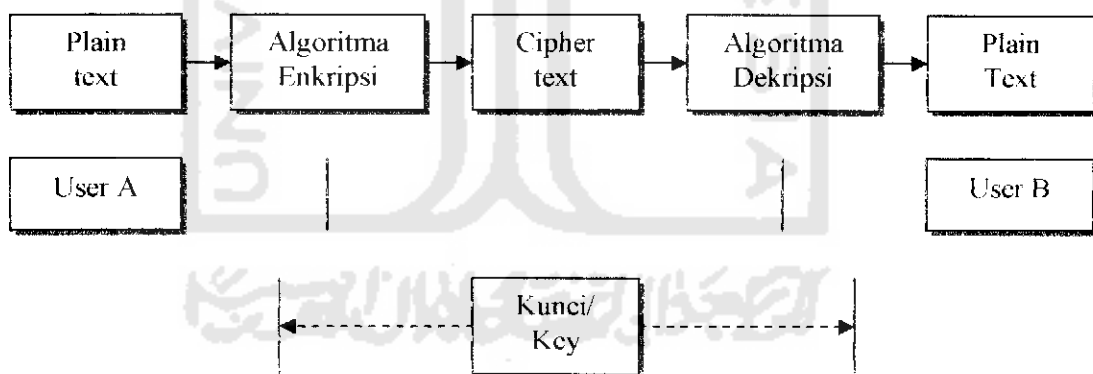 Plain
text
Algoritma
Enkripsi
Cipher
text
Algoritma
Dekripsi
Plain
Text
User A
User B
Kunci/
Key